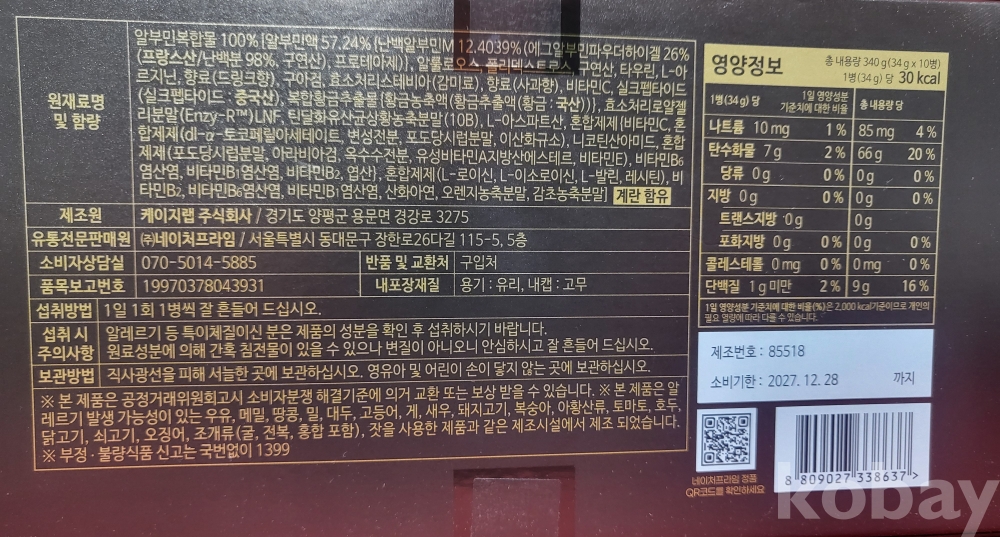 원재료명
및 함량
알부민복합물 100% [알부민액 57.24% {난백알부민M 12.4039% (에그알부민파우더하이겔 26%
(프랑스산/난백분 98%, 구연산), 프로테아제)}, 알룰로오스, 폴리덱스트로스, 구연산, 타우린, L-아
르지닌, 향료(드링크향), 구아검, 효소처리스테비아(감미료), 향료(사과향), 비타민C, 실크펩타이드
(실크펩타이드 : 중국산), 복합황금추출물(황금농축액(황금추출액(황금 : 국산))), 효소처리로얄젤
리분말(Enzy-R™)LNF, 틴달화유산균상황농축분말(10B), L-아스파트산, 혼합제제(비타민C, 혼
합제제(dl-α-토코페릴아세테이트, 변성전분, 포도당시럽분말, 이산화규소), 니코틴산아미드, 혼합
제제(포도당시럽분말, 아라비아검, 옥수수전분, 유성비타민A지방산에스테르, 비타민E), 비타민B6
염산염, 비타민B1염산염, 비타민B2, 엽산), 혼합제제(L-로이신, L-이소로이신, L-발린, 레시틴), 비
타민B2, 비타민B6염산염, 비타민B1염산염, 산화아연, 오렌지농축분말, 감초농축분말] 계란 함유
제조원 케이지랩 주식회사 / 경기도 양평군 용문면 경강로 3275
유통전문판매원 ㈜네이처프라임 / 서울특별시 동대문구 장한로26다길 115-5, 5층
소비자상담실 070-5014-5885 반품 및 교환처 구입처
품목보고번호 19970378043931 내포장재질 용기 : 유리, 내캡 : 고무
섭취방법 1일 1회 1병씩 잘 흔들어 드십시오.
섭취 시 알레르기 등 특이체질이신 분은 제품의 성분을 확인 후 섭취하시기 바랍니다.
주의사항 원료성분에 의해 간혹 침전물이 있을 수 있으나 변질이 아니오니 안심하시고 잘 흔들어 드십시오.
보관방법 직사광선을 피해 서늘한 곳에 보관하십시오. 영유아 및 어린이 손이 닿지 않는 곳에 보관하십시오.
※ 본 제품은 공정거래위원회고시 소비자분쟁 해결기준에 의거 교환 또는 보상 받을 수 있습니다. ※ 본 제품은 알
레르기 발생 가능성이 있는 우유, 메밀, 땅콩, 밀, 대두, 고등어, 게, 새우, 돼지고기, 복숭아, 아황산류, 토마토, 호두,
닭고기, 쇠고기, 오징어, 조개류(굴, 전복, 홍합 포함), 잣을 사용한 제품과 같은 제조시설에서 제조 되었습니다.
※ 부정·불량식품 신고는 국번없이 1399
영양정보 총 내용량 340 g (34 g x 10병)
1병(34 g) 당 30 kcal
1병(34 g) 당 1일 영양성분 기준치에 대한 비율 총 내용량 당
나트륨 10 mg 1% 85 mg 4%
탄수화물 7 g 2% 66 g 20%
당류 0 g 0% 0 g 0%
지방 0 g 0% 0 g 0%
트랜스지방 0 g 0 g
포화지방 0 g 0% 0 g 0%
콜레스테롤 0 mg 0% 0 mg 0%
단백질 1 g 미만 2% 9 g 16%
1일 영양성분 기준치에 대한 비율(%)은 2,000 kcal기준이므로 개인의
필요 열량에 따라 다를 수 있습니다.
제조번호 : 85518
소비기한 : 2027. 12. 28 까지
네이처프라임 정품
QR코드를 확인하세요
8 809027 338637 >
kobay